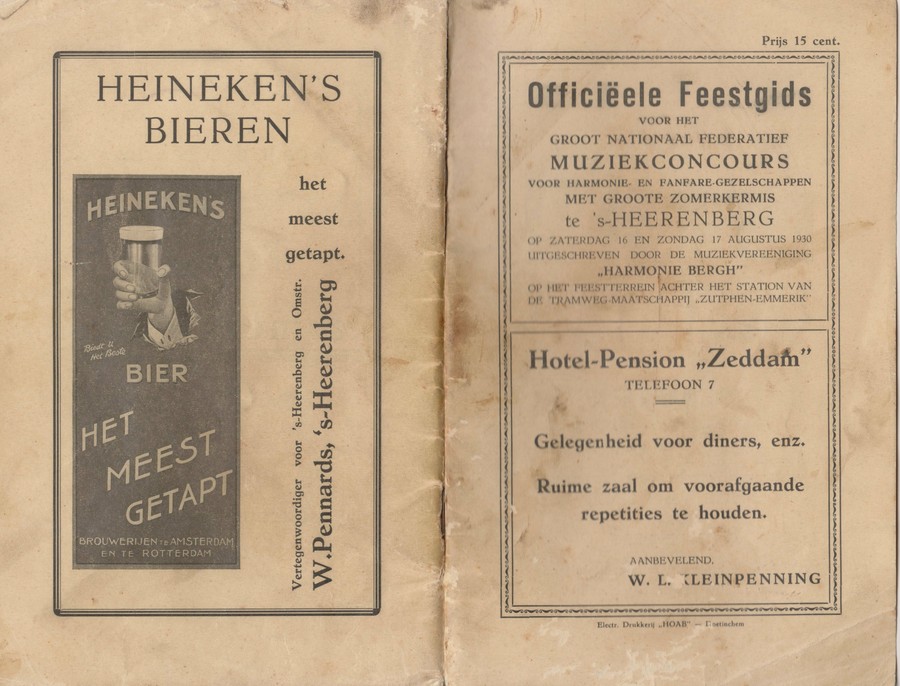 HEINEKEN'S
BIEREN
HEINEKEN'S
Biedt U
Het Beste
BIER
HET
MEEST
GETAPT
BROUWERIJEN TE AMSTERDAM
EN TE ROTTERDAM
het
meest
getapt.
Vertegenwoordiger voor 's-Heerenberg en Omstr.
W.Pennards, 's-Heerenberg
Prijs 15 cent.
Officiëele Feestgids
VOOR HET
GROOT NATIONAAL FEDERATIEF
MUZIEKCONCOURS
VOOR HARMONIE- EN FANFARE-GEZELSCHAPPEN
MET GROOTE ZOMERKERMIS
te 's-HEERENBERG
OP ZATERDAG 16 EN ZONDAG 17 AUGUSTUS 1930
UITGESCHREVEN DOOR DE MUZIEKVEREENIGING
„HARMONIE BERGH"
OP HET FEESTTERREIN ACHTER HET STATION VAN
DE TRAMWEG-MAATSCHAPPIJ „ZUTPHEN-EMMERIK"
Hotel-Pension „Zeddam"
TELEFOON 7
Gelegenheid voor diners, enz.
Ruime zaal om voorafgaande
repetities te houden.
AANBEVELEND,
W. L. KLEINPENNING
Electr. Drukkerij „HOAB" — Doetinchem